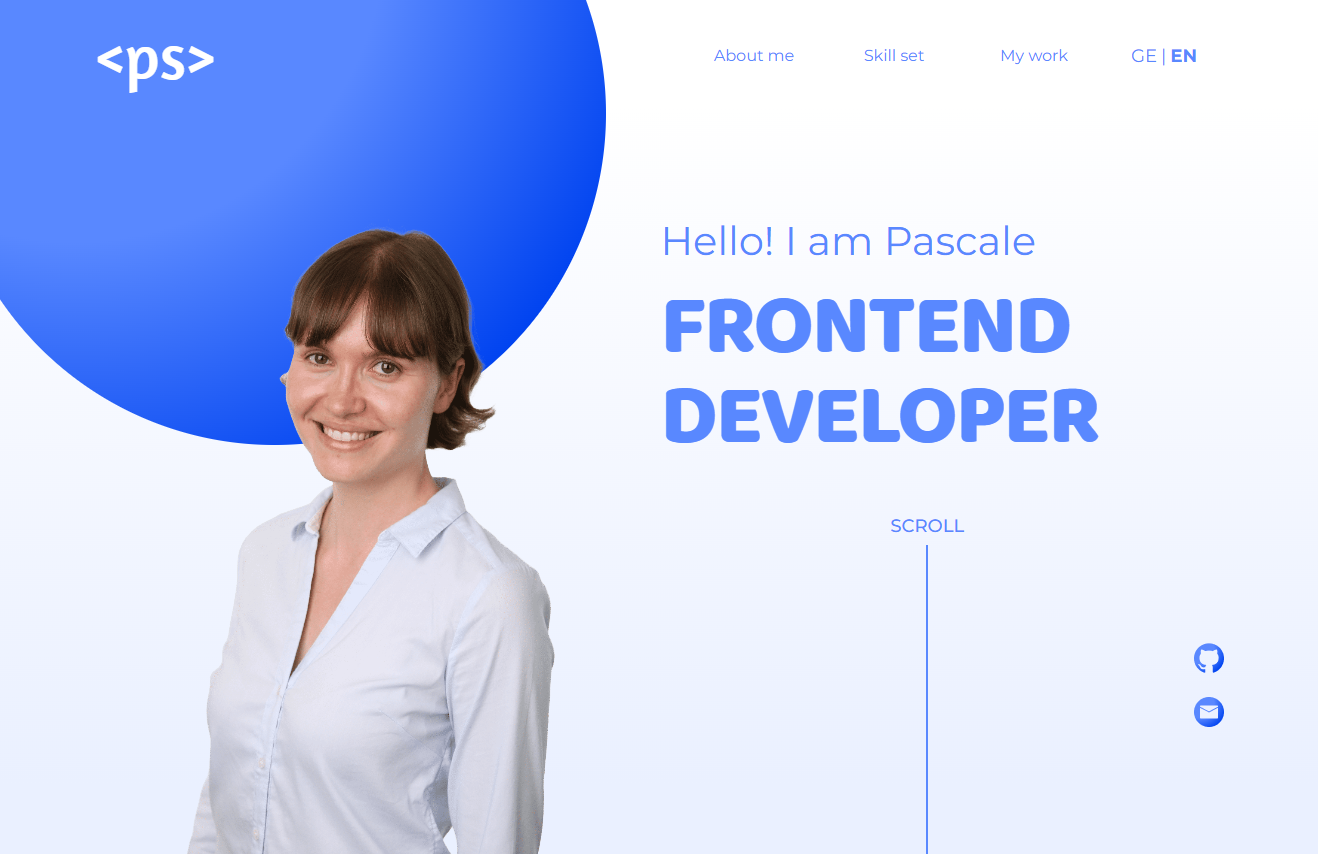 <ps>
About me
Skill set
My work
GE | EN
Hello! I am Pascale
FRONTEND
DEVELOPER
SCROLL